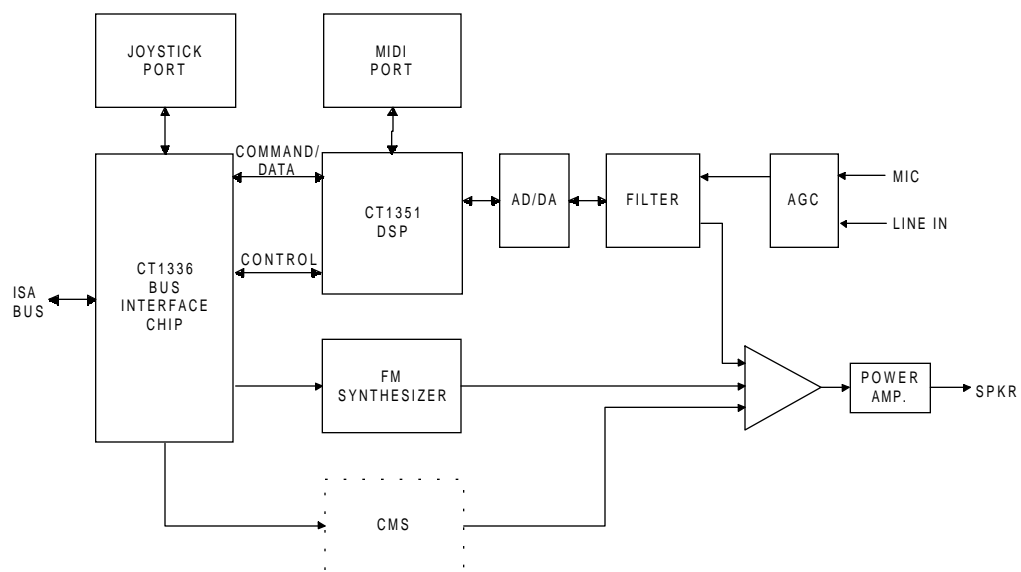 JOYSTICK
PORT
MIDI
PORT
COMMAND/
DATA
CT1351
DSP
AD/DA
FILTER
AGC
MIC
LINE IN
CONTROL
CT1336
BUS
INTERFACE
CHIP
ISA
BUS
FM
SYNTHESIZER
POWER
AMP.
SPKR
CMS